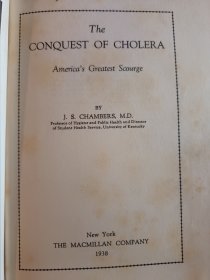 The
CONQUEST OF CHOLERA
America's Greatest Scourge
BY
J. S. CHAMBERS, M.D.
Professor of Hygiene and Public Health and Director
of Student Health Service, University of Kentucky
New York
THE MACMILLAN COMPANY
1938